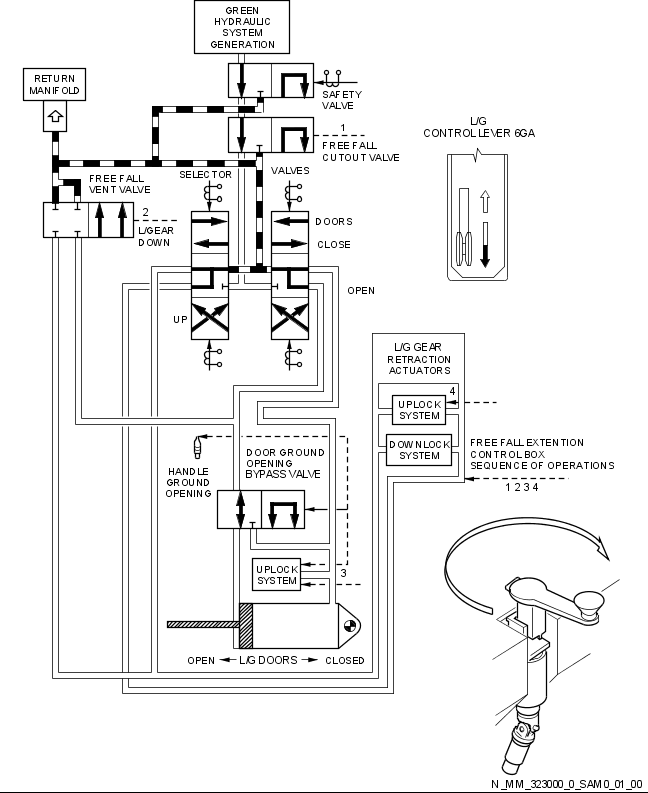 GREEN
HYDRAULIC
SYSTEM
GENERATION
RETURN
MANIFOLD
SAFETY
VALVE
1
FREE FALL
CUTOUT VALVE
L/G
CONTROL LEVER 6GA
FREE FALL
VENT VALVE
SELECTOR
VALVES
2
L/GEAR
DOWN
DOORS
CLOSE
OPEN
UP
L/G GEAR
RETRACTION
ACTUATORS
4
UPLOCK
SYSTEM
DOWNLOCK
SYSTEM
FREE FALL EXTENTION
CONTROL BOX
SEQUENCE OF OPERATIONS
1 2 3 4
HANDLE
GROUND
OPENING
DOOR GROUND
OPENING
BYPASS VALVE
UPLOCK
SYSTEM
3
OPEN L/G DOORS CLOSED
N_MM_323000_0_SAM0_01_00